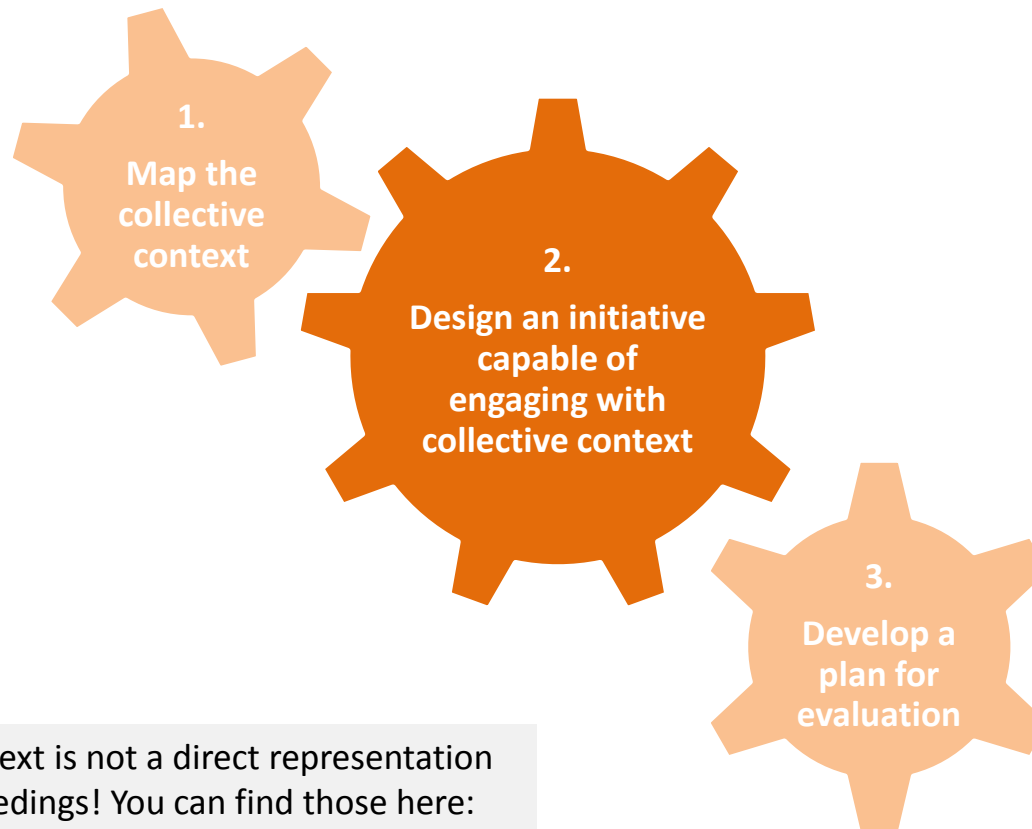 1.
Map the
collective
context
2.
Design an initiative
capable of
engaging with
collective context
3.
Develop a
plan for
evaluation
ext is not a direct representation
edings! You can find those here: